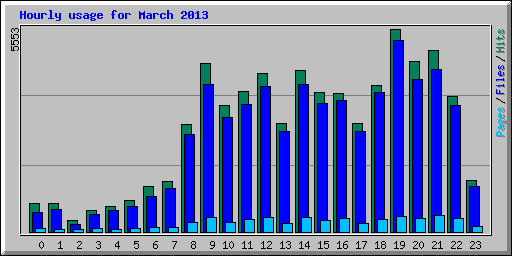 Hourly usage for March 2013
5553
Pages / Files / Hits
0 1 2 3 4 5 6 7 8 9 10 11 12 13 14 15 16 17 18 19 20 21 22 23